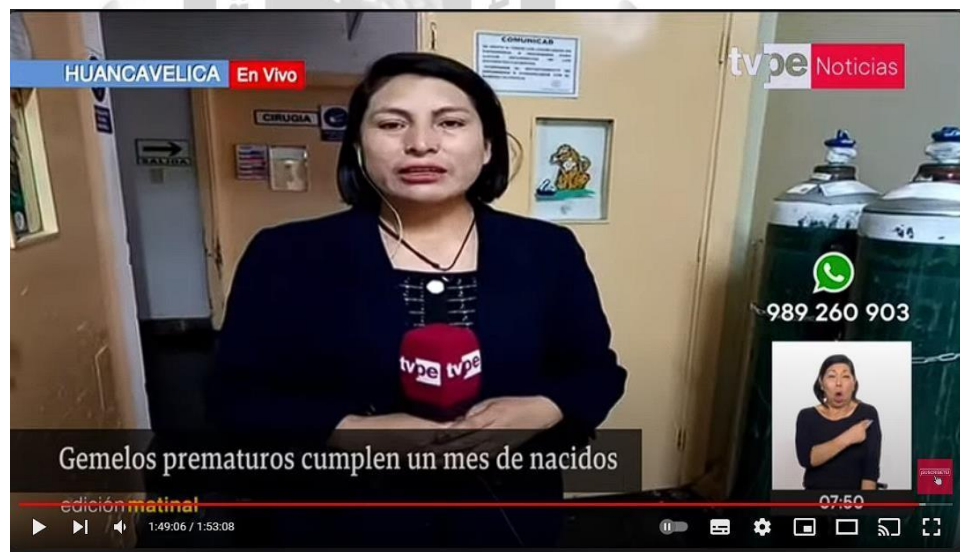 COMUNICAD
HUANCAVELICA En Vivo
tvpe Noticias
CIRUGIA
SALIDA
989 260 903
tvpe tvpe
Gemelos prematuros cumplen un mes de nacidos
edición matinal
07:50
1:49:06 / 1:53:08